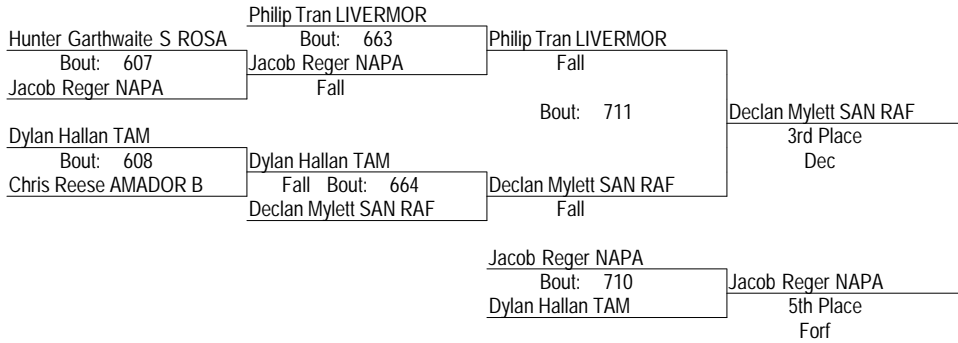 Philip Tran LIVERMOR
Hunter Garthwaite S ROSA
Bout: 663
Philip Tran LIVERMOR
Bout: 607
Jacob Reger NAPA
Fall
Jacob Reger NAPA
Fall
Bout: 711
Declan Mylett SAN RAF
Dylan Hallan TAM
3rd Place
Bout: 608
Dylan Hallan TAM
Dec
Chris Reese AMADOR B
Fall Bout: 664
Declan Mylett SAN RAF
Declan Mylett SAN RAF
Fall
Jacob Reger NAPA
Bout: 710
Jacob Reger NAPA
Dylan Hallan TAM
5th Place
Forf